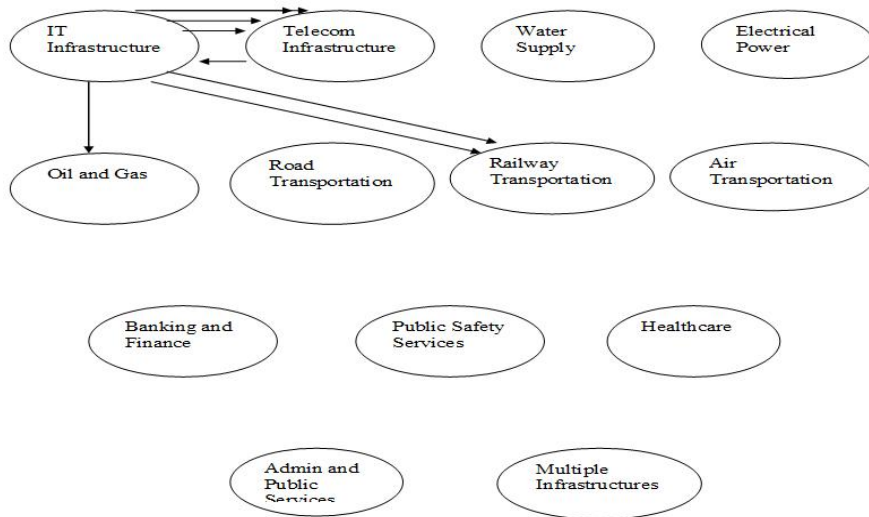 IT
Infrastructure
Telecom
Infrastructure
Water
Supply
Electrical
Power
Oil and Gas
Road
Transportation
Railway
Transportation
Air
Transportation
Banking and
Finance
Public Safety
Services
Healthcare
Admin and
Public
Services
Multiple
Infrastructures